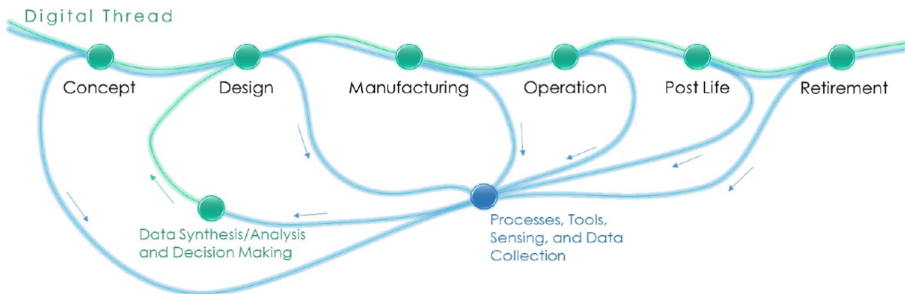 Digital Thread
Concept
Design
Manufacturing
Operation
Post Life
Retirement
Data Synthesis/Analysis
and Decision Making
Processes, Tools,
Sensing, and Data
Collection